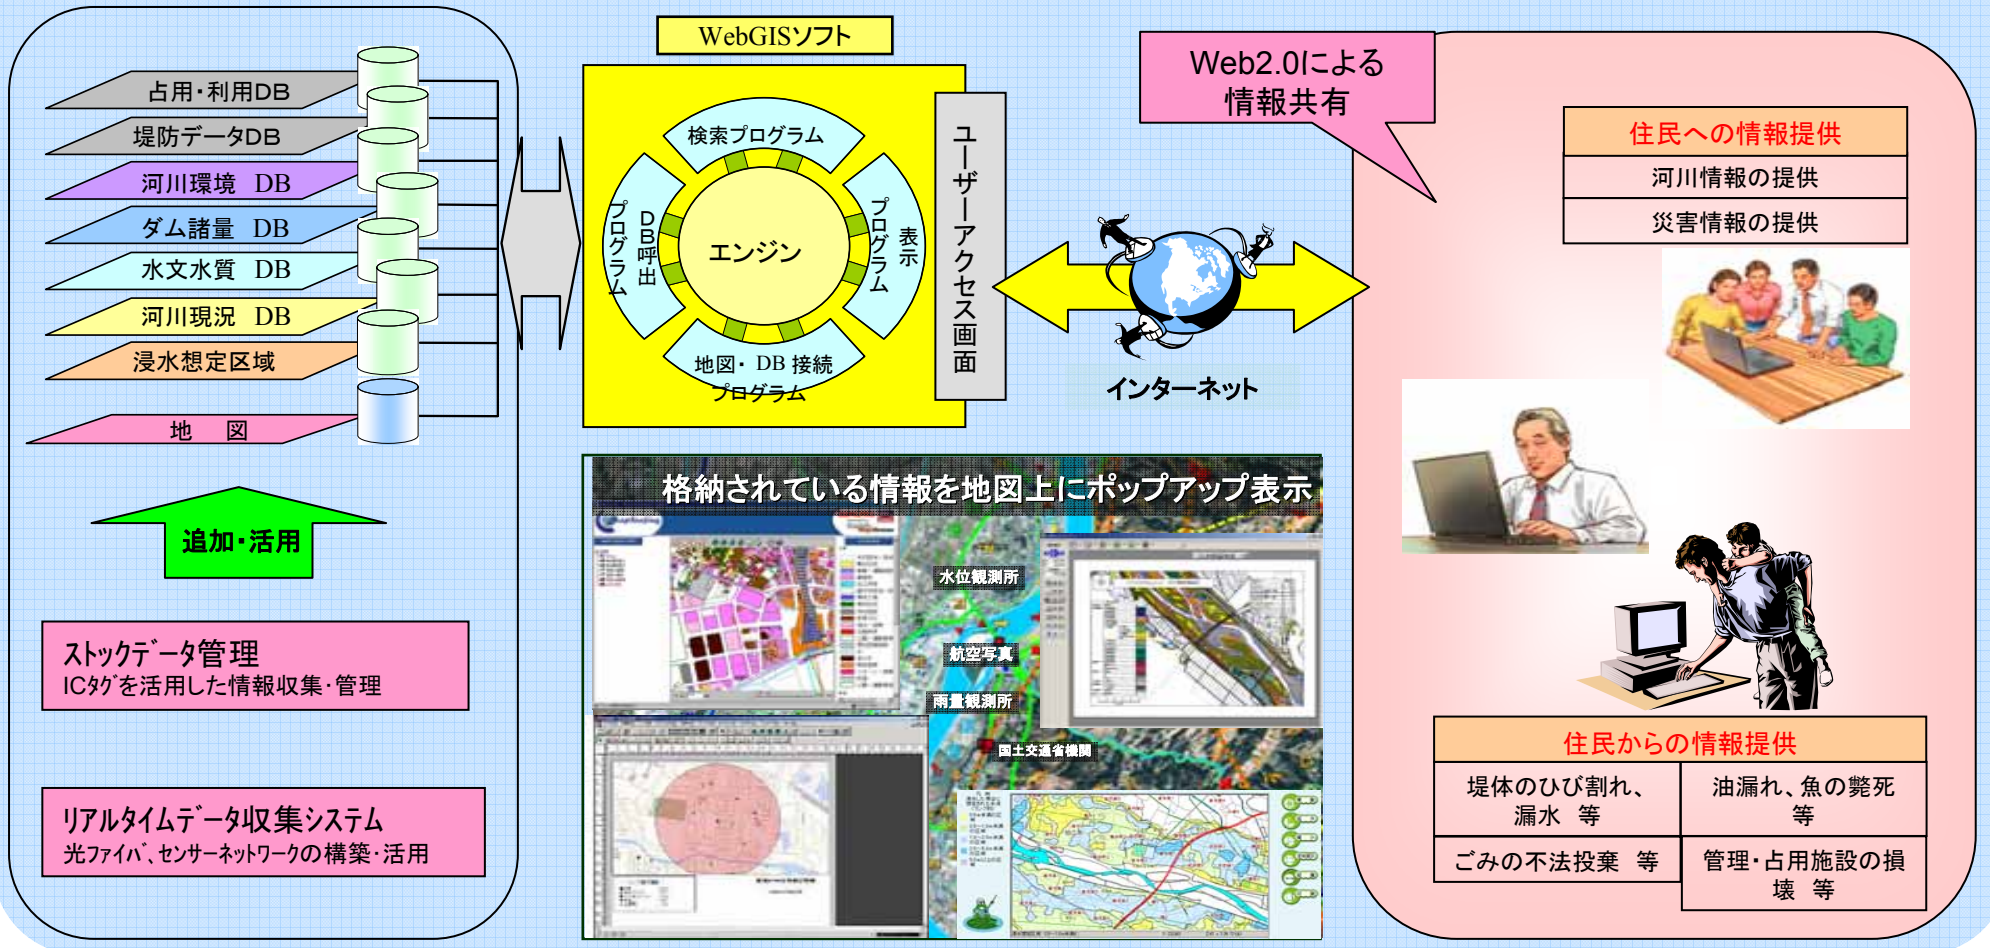 占用・利用DB
堤防データDB
河川環境 DB
ダム諸量 DB
水文水質 DB
河川現況 DB
浸水想定区域
地 図
追加・活用
ストックデータ管理
ICタグを活用した情報収集・管理
リアルタイムデータ収集システム
光ファイバ、センサーネットワークの構築・活用
WebGISソフト
検索プログラム
DB呼出
プログラム
エンジン
表示
プログラム
地図・ DB 接続
プログラム
ユーザーアクセス画面
インターネット
格納されている情報を地図上にポップアップ表示
水位観測所
航空写真
雨量観測所
国土交通省機関
Web2.0による
情報共有
住民への情報提供
河川情報の提供
災害情報の提供
住民からの情報提供
堤体のひび割れ、
漏水 等
油漏れ、魚の斃死
等
ごみの不法投棄 等
管理・占用施設の損
壊 等